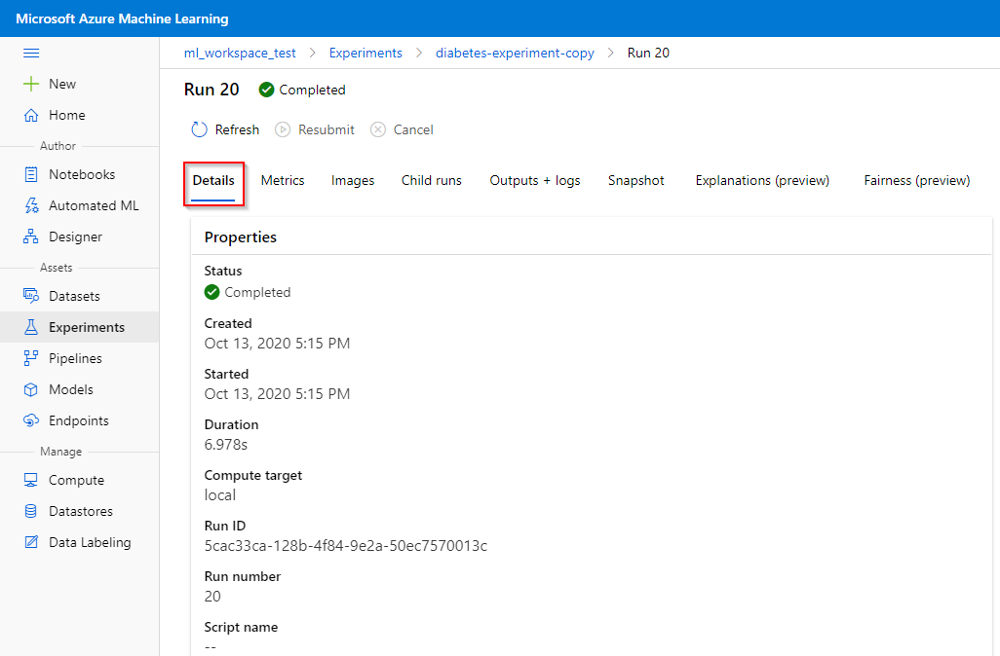 Microsoft Azure Machine Learning
New
Home
Author
Notebooks
Automated ML
Designer
Assets
Datasets
Experiments
Pipelines
Models
Endpoints
Manage
Compute
Datastores
Data Labeling
ml_workspace_test > Experiments > diabetes-experiment-copy > Run 20
Run 20 Completed
Refresh Resubmit Cancel
Details Metrics Images Child runs Outputs + logs Snapshot Explanations (preview) Fairness (preview)
Properties
Status
Completed
Created
Oct 13, 2020 5:15 PM
Started
Oct 13, 2020 5:15 PM
Duration
6.978s
Compute target
local
Run ID
5cac33ca-128b-4f84-9e2a-50ec7570013c
Run number
20
Script name
--